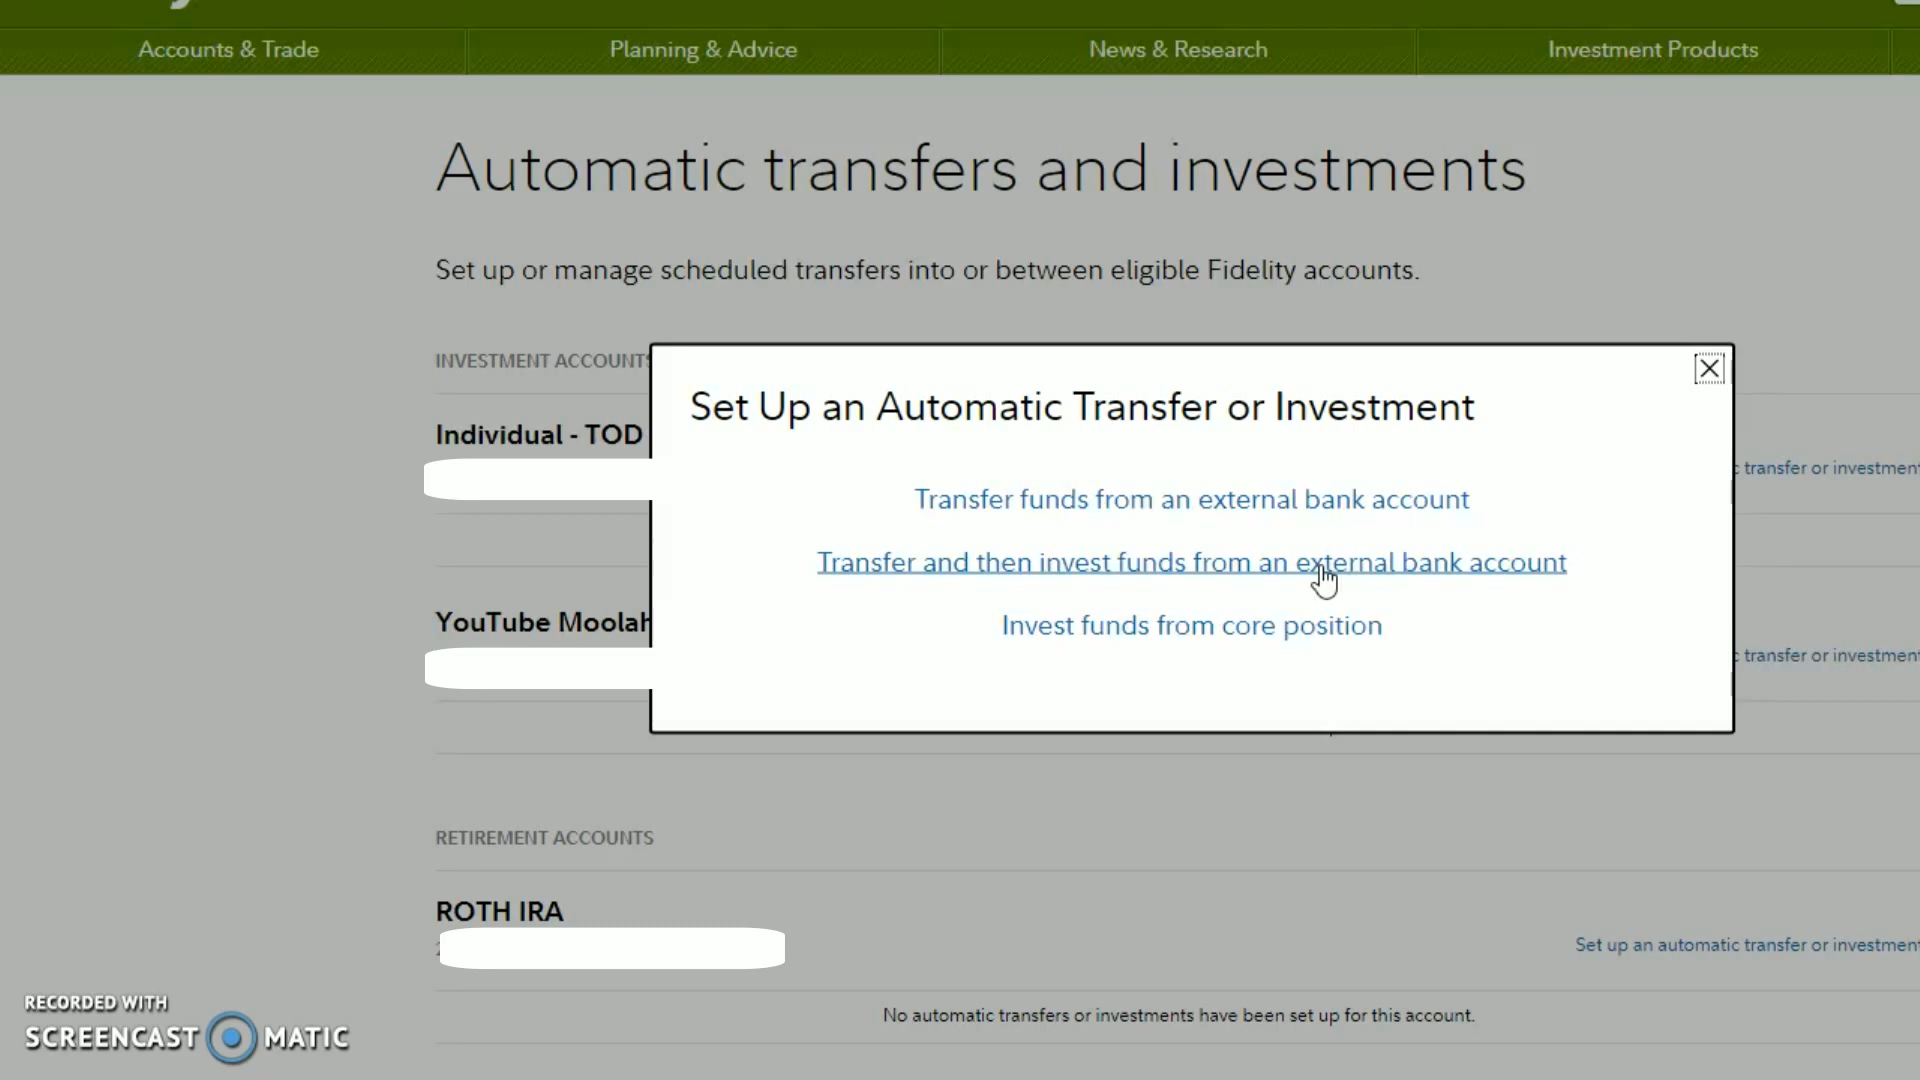 Accounts & Trade
Planning & Advice
News & Research
Investment Products
Automatic transfers and investments
Set up or manage scheduled transfers into or between eligible Fidelity accounts.
INVESTMENT ACCOUNTS
Individual - TOD
transfer or investment
Set Up an Automatic Transfer or Investment
Transfer funds from an external bank account
Transfer and then invest funds from an external bank account
Invest funds from core position
YouTube Moolah
transfer or investment
RETIREMENT ACCOUNTS
ROTH IRA
Set up an automatic transfer or investment
No automatic transfers or investments have been set up for this account.
RECORDED WITH
SCREENCAST MATIC